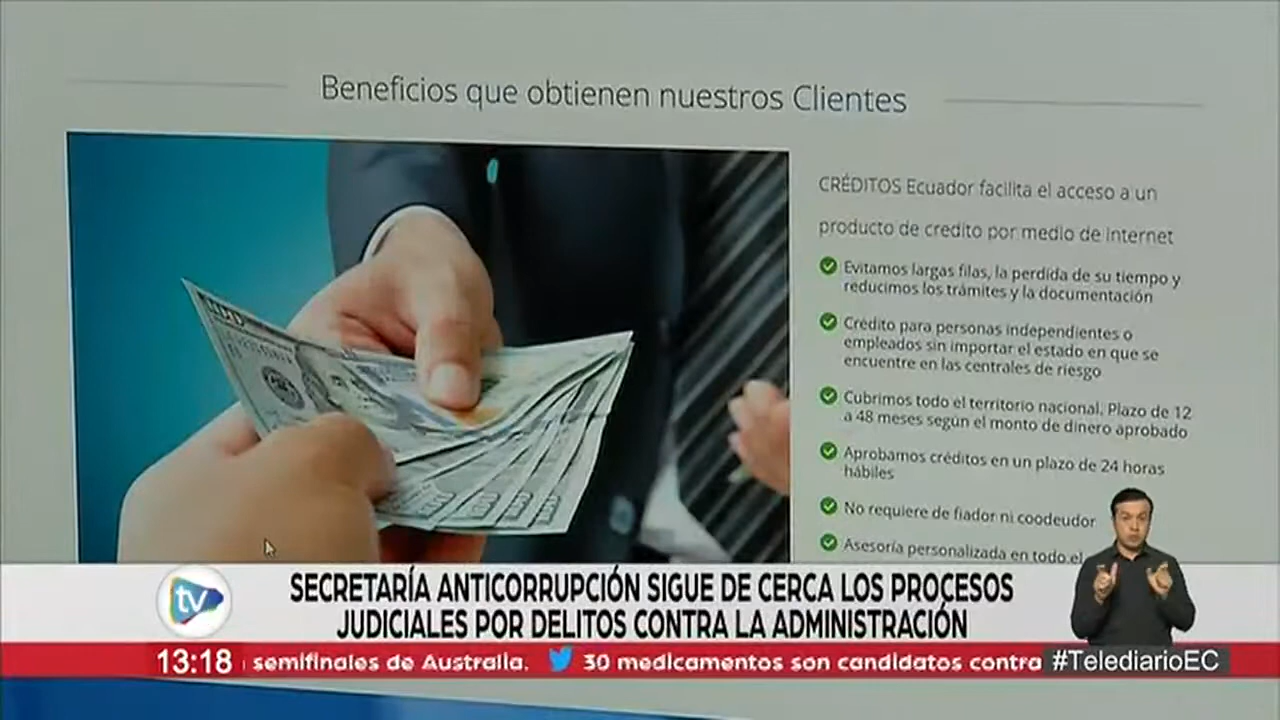 Beneficios que obtienen nuestros Clientes
CRÉDITOS Ecuador facilita el acceso a un
producto de credito por medio de internet
Evitamos largas filas, la perdida de su tiempo y
reducimos los trámites y la documentación
Crédito para personas independientes o
empleados sin importar el estado en que se
encuentre en las centrales de riesgo
Cubrimos todo el territorio nacional. Plazo de 12
a 48 meses según el monto de dinero aprobado
Aprobamos créditos en un plazo de 24 horas
hábiles
No requiere de fiador ni coodeudor
Asesoría personalizada en todo el
tv
SECRETARÍA ANTICORRUPCIÓN SIGUE DE CERCA LOS PROCESOS
JUDICIALES POR DELITOS CONTRA LA ADMINISTRACIÓN
13:18 semifinales de Australia. 30 medicamentos son candidatos contra #TelediarioEC